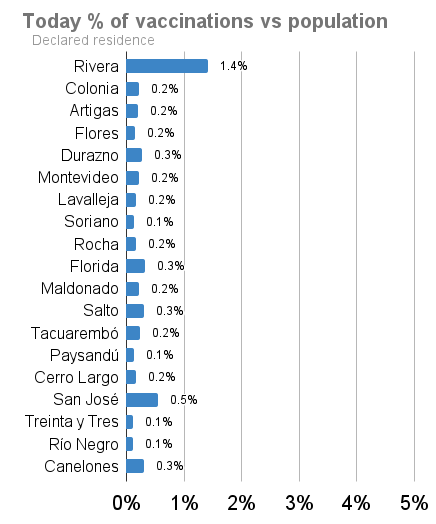 Today % of vaccinations vs population
Declared residence
Rivera 1.4%
Colonia 0.2%
Artigas 0.2%
Flores 0.2%
Durazno 0.3%
Montevideo 0.2%
Lavalleja 0.2%
Soriano 0.1%
Rocha 0.2%
Florida 0.3%
Maldonado 0.2%
Salto 0.3%
Tacuarembó 0.2%
Paysandú 0.1%
Cerro Largo 0.2%
San José 0.5%
Treinta y Tres 0.1%
Río Negro 0.1%
Canelones 0.3%
0% 1% 2% 3% 4% 5%